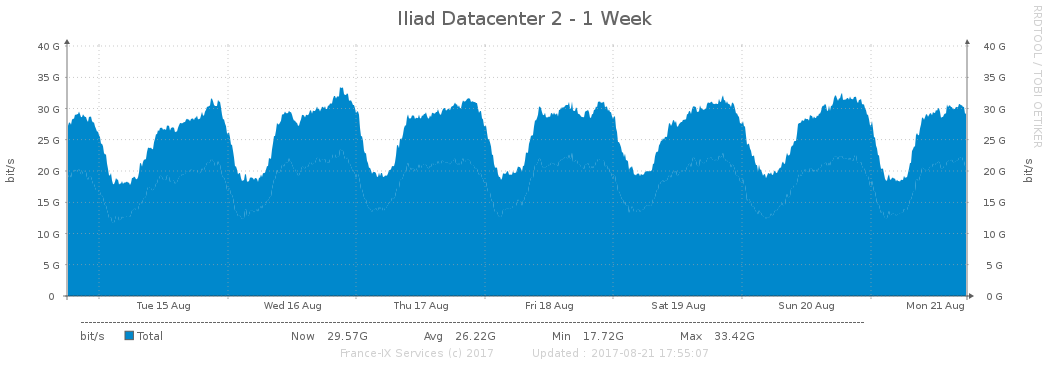 Iliad Datacenter 2 - 1 Week
RRDTOOL / TOBI OETIKER
40 G 40 G
35 G 35 G
30 G 30 G
25 G 25 G
20 G 20 G
15 G 15 G
10 G 10 G
5 G 5 G
0 0 G
bit/s bit/s
Tue 15 Aug Wed 16 Aug Thu 17 Aug Fri 18 Aug Sat 19 Aug Sun 20 Aug Mon 21 Aug
bit/s Total Now 29.57G Avg 26.22G Min 17.72G Max 33.42G
France-IX Services (c) 2017 Updated : 2017-08-21 17:55:07